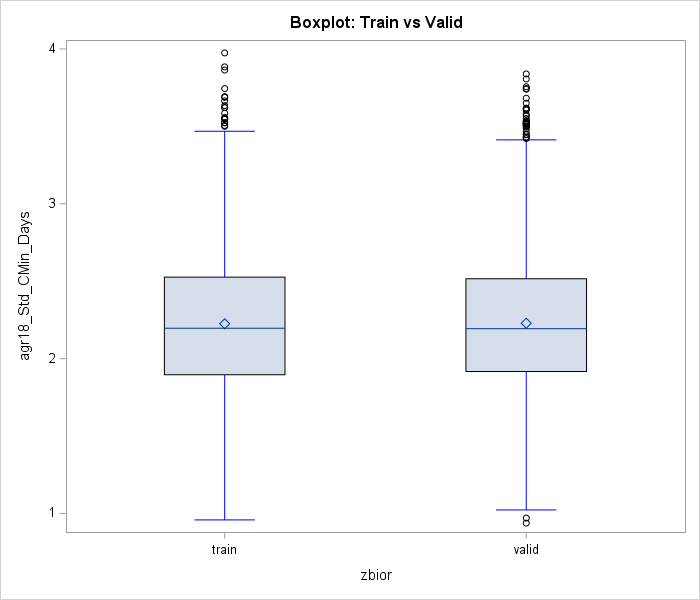 Boxplot: Train vs Valid
4
3
2
1
agr18_Std_CMin_Days
train
valid
zbior